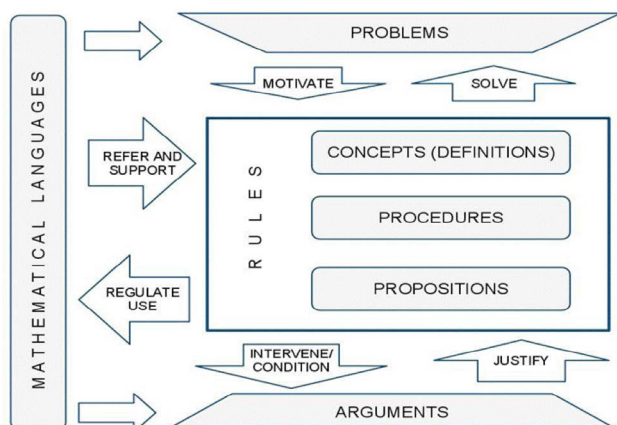 PROBLEMS
MOTIVATE
SOLVE
MATHEMATICAL LANGUAGES
REFER AND
SUPPORT
RULES
CONCEPTS (DEFINITIONS)
PROCEDURES
PROPOSITIONS
REGULATE
USE
INTERVENE/
CONDITION
JUSTIFY
ARGUMENTS